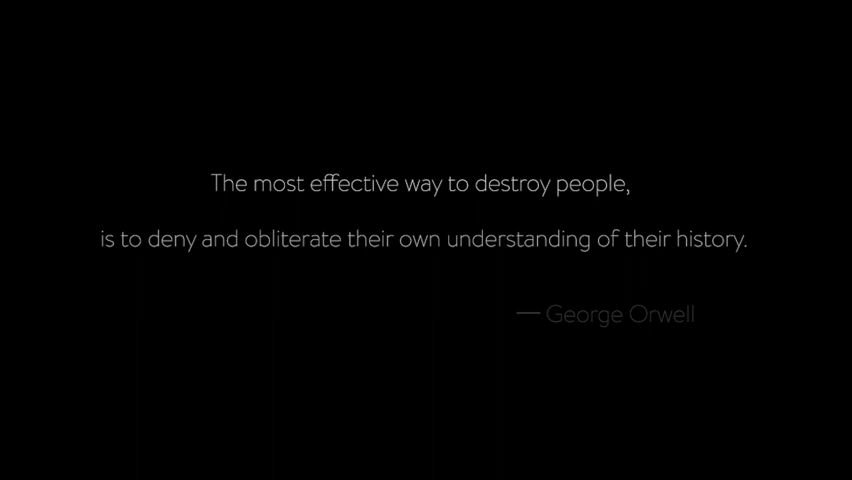 The most effective way to destroy people,
is to deny and obliterate their own understanding of their history.
— George Orwell